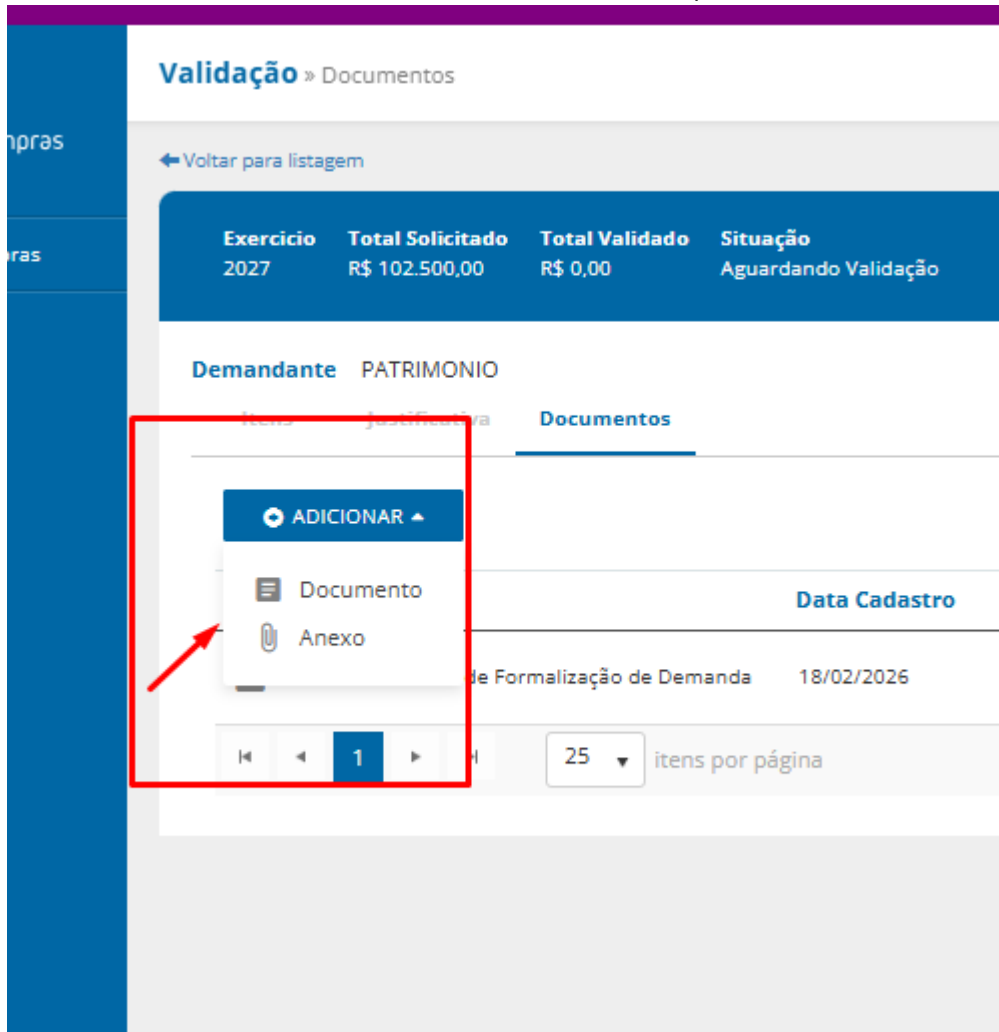 Validação » Documentos
Voltar para listagem
Exercicio Total Solicitado Total Validado Situação
2027 R$ 102.500,00 R$ 0,00 Aguardando Validação
Demandante PATRIMONIO
Itens Justificativa Documentos
ADICIONAR
Documento
Anexo
Data Cadastro
de Formalização de Demanda 18/02/2026
1 25 itens por página